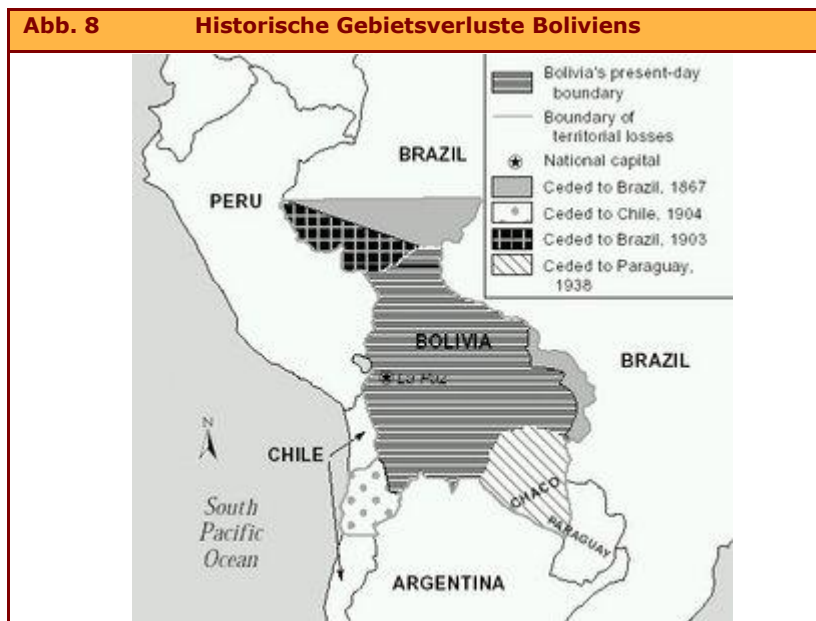 Abb. 8 Historische Gebietsverluste Boliviens
Bolivia's present-day
boundary
Boundary of
territorial losses
National capital
Ceded to Brazil, 1867
Ceded to Chile, 1904
Ceded to Brazil, 1903
Ceded to Paraguay,
1938
BRAZIL
PERU
BOLIVIA
BRAZIL
La Paz
N
CHILE
CHACO
PARAGUAY
South
Pacific
Ocean
ARGENTINA